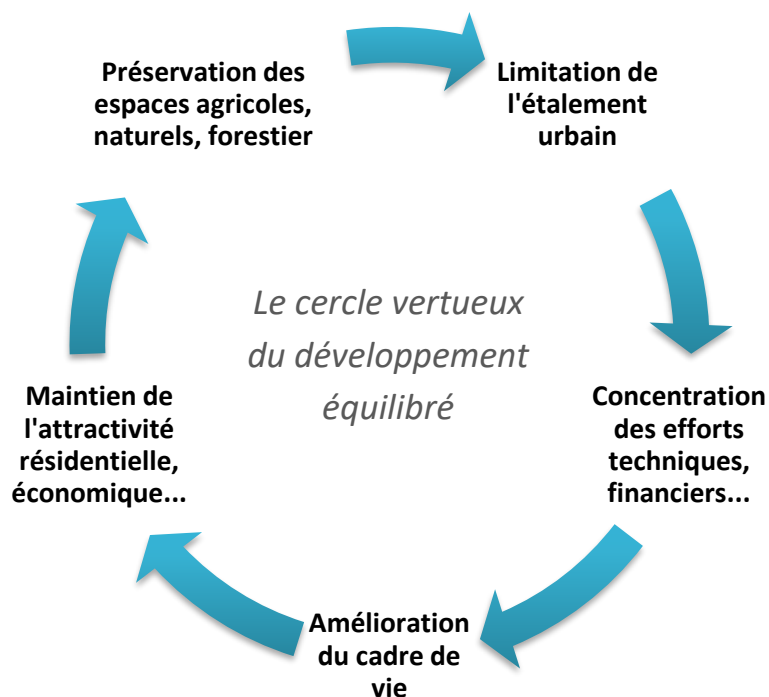 Préservation des
espaces agricoles,
naturels, forestier
Limitation de
l'étalement
urbain
Concentration
des efforts
techniques,
financiers...
Amélioration
du cadre de
vie
Maintien de
l'attractivité
résidentielle,
économique...
Le cercle vertueux
du développement
équilibré